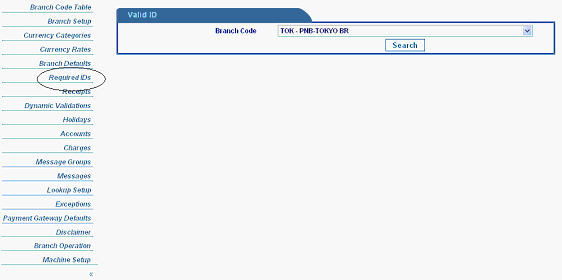 Branch Code Table
Branch Setup
Currency Categories
Currency Rates
Branch Defaults
Required IDs
Receipts
Dynamic Validations
Holidays
Accounts
Charges
Message Groups
Messages
Lookup Setup
Exceptions
Payment Gateway Defaults
Disclaimer
Branch Operation
Machine Setup
«
Valid ID
Branch Code TOK - PNB-TOKYO BR
Search